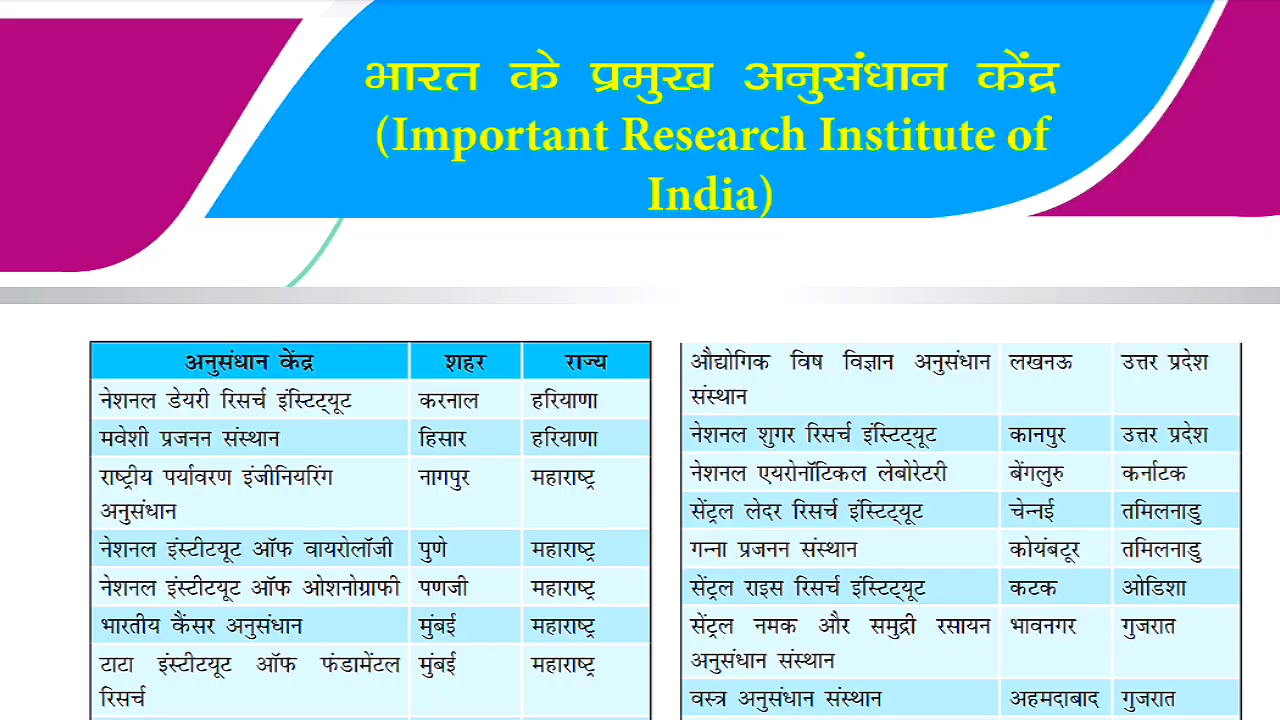 भारत के प्रमुख अनुसंधान केंद्र
(Important Research Institute of
India)
अनुसंधान केंद्र शहर राज्य
नेशनल डेयरी रिसर्च इंस्टिट्यूट करनाल हरियाणा
मवेशी प्रजनन संस्थान हिसार हरियाणा
राष्ट्रीय पर्यावरण इंजीनियरिंग नागपुर महाराष्ट्र
अनुसंधान
नेशनल इंस्टीटयूट ऑफ वायरोलॉजी पुणे महाराष्ट्र
नेशनल इंस्टीटयूट ऑफ ओशनोग्राफी पणजी महाराष्ट्र
भारतीय कैंसर अनुसंधान मुंबई महाराष्ट्र
टाटा इंस्टीटयूट ऑफ फंडामेंटल मुंबई महाराष्ट्र
रिसर्च
औद्योगिक विष विज्ञान अनुसंधान लखनऊ उत्तर प्रदेश
संस्थान
नेशनल शुगर रिसर्च इंस्टिट्यूट कानपुर उत्तर प्रदेश
नेशनल एयरोनॉटिकल लेबोरेटरी बेंगलुरु कर्नाटक
सेंट्रल लेदर रिसर्च इंस्टिट्यूट चेन्नई तमिलनाडु
गन्ना प्रजनन संस्थान कोयंबटूर तमिलनाडु
सेंट्रल राइस रिसर्च इंस्टिट्यूट कटक ओडिशा
सेंट्रल नमक और समुद्री रसायन भावनगर गुजरात
अनुसंधान संस्थान
वस्त्र अनुसंधान संस्थान अहमदाबाद गुजरात